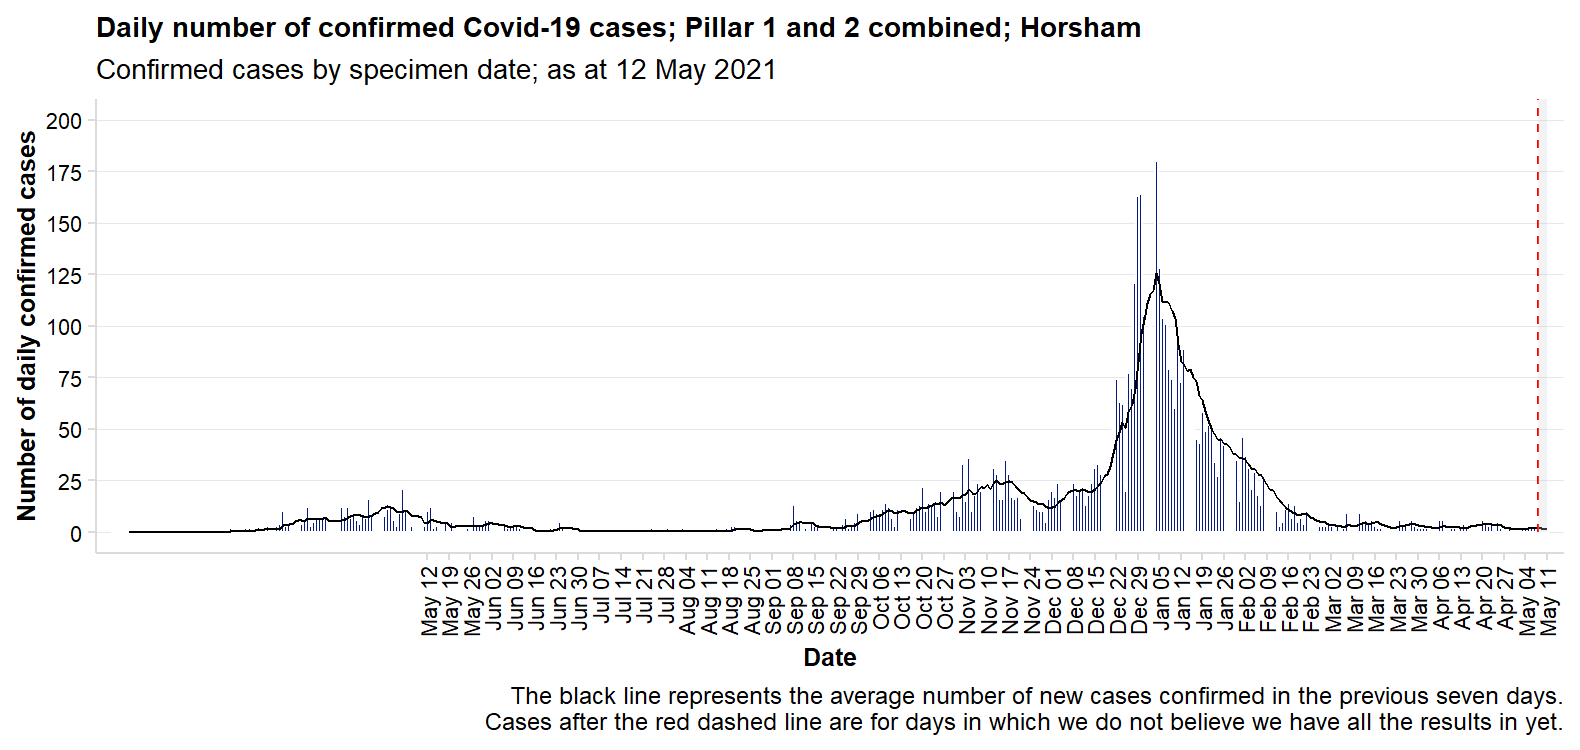 Daily number of confirmed Covid-19 cases; Pillar 1 and 2 combined; Horsham
Confirmed cases by specimen date; as at 12 May 2021
Number of daily confirmed cases
200
175
150
125
100
75
50
25
0
May 12
May 19
May 26
Jun 02
Jun 09
Jun 16
Jun 23
Jun 30
Jul 07
Jul 14
Jul 21
Jul 28
Aug 04
Aug 11
Aug 18
Aug 25
Sep 01
Sep 08
Sep 15
Sep 22
Sep 29
Oct 06
Oct 13
Oct 20
Oct 27
Nov 03
Nov 10
Nov 17
Nov 24
Dec 01
Dec 08
Dec 15
Dec 22
Dec 29
Jan 05
Jan 12
Jan 19
Jan 26
Feb 02
Feb 09
Feb 16
Feb 23
Mar 02
Mar 09
Mar 16
Mar 23
Mar 30
Apr 06
Apr 13
Apr 20
Apr 27
May 04
May 11
Date
The black line represents the average number of new cases confirmed in the previous seven days.
Cases after the red dashed line are for days in which we do not believe we have all the results in yet.